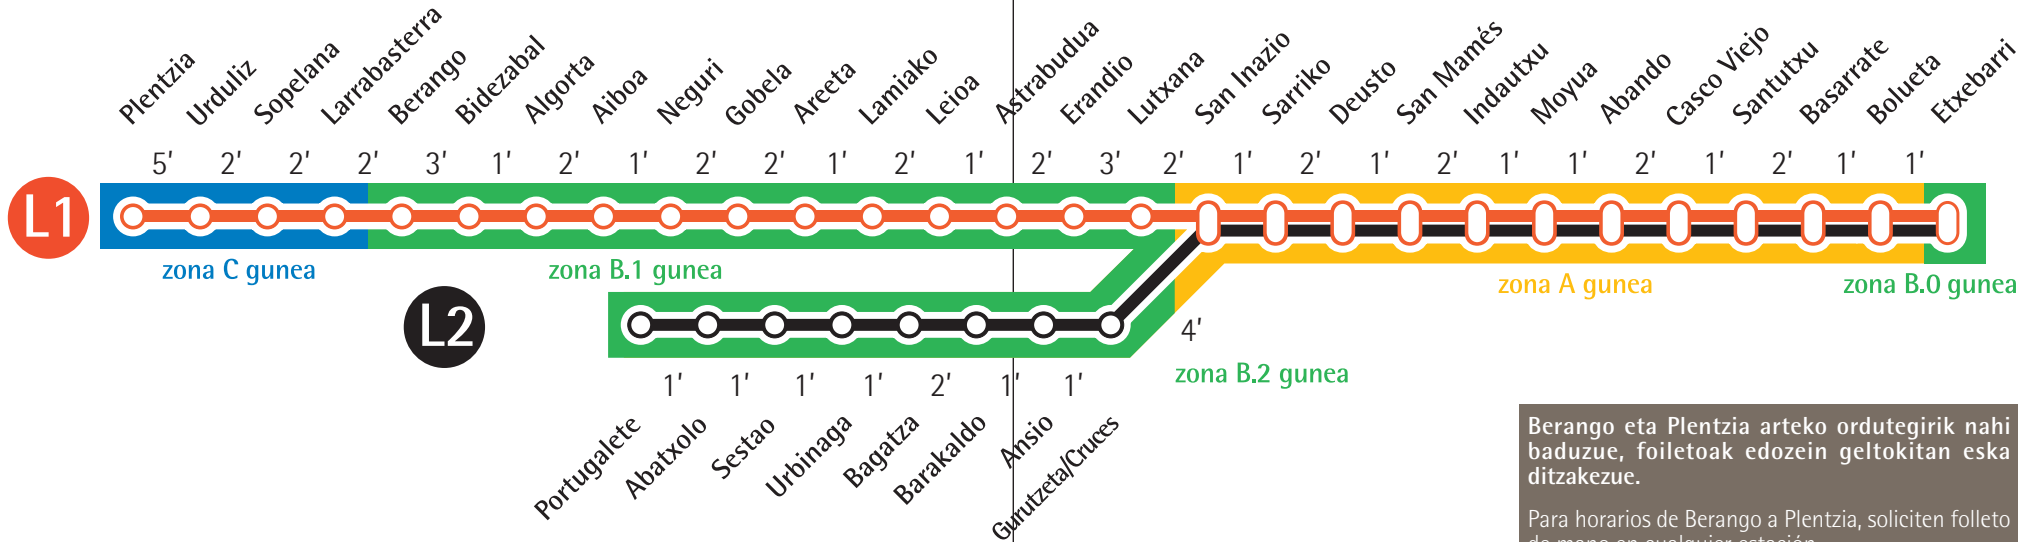 Plentzia
Urduliz
Sopelana
Larrabasterra
Berango
Bidezabal
Algorta
Aiboa
Neguri
Gobela
Areeta
Lamiako
Leioa
Astrabudua
Erandio
Lutxana
San Inazio
Sarriko
Deusto
San Mamés
Indautxu
Moyua
Abando
Casco Viejo
Santutxu
Basarrate
Bolueta
Etxebarri
5' 2' 2' 2' 3' 1' 2' 1' 2' 2' 1' 2' 1' 2' 3' 2' 1' 2' 1' 2' 1' 1' 2' 1' 2' 1' 1'
L1
zona C gunea
zona B.1 gunea
zona A gunea
zona B.0 gunea
L2
4'
zona B.2 gunea
1' 1' 1' 1' 2' 1' 1'
Portugalete
Abatxolo
Sestao
Urbinaga
Bagatza
Barakaldo
Ansio
Gurutzeta/Cruces
Berango eta Plentzia arteko ordutegirik nahi
baduzue, foiletoak edozein geltokitan eska
ditzakezue.
Para horarios de Berango a Plentzia, soliciten folleto
de mano en cualquier estación